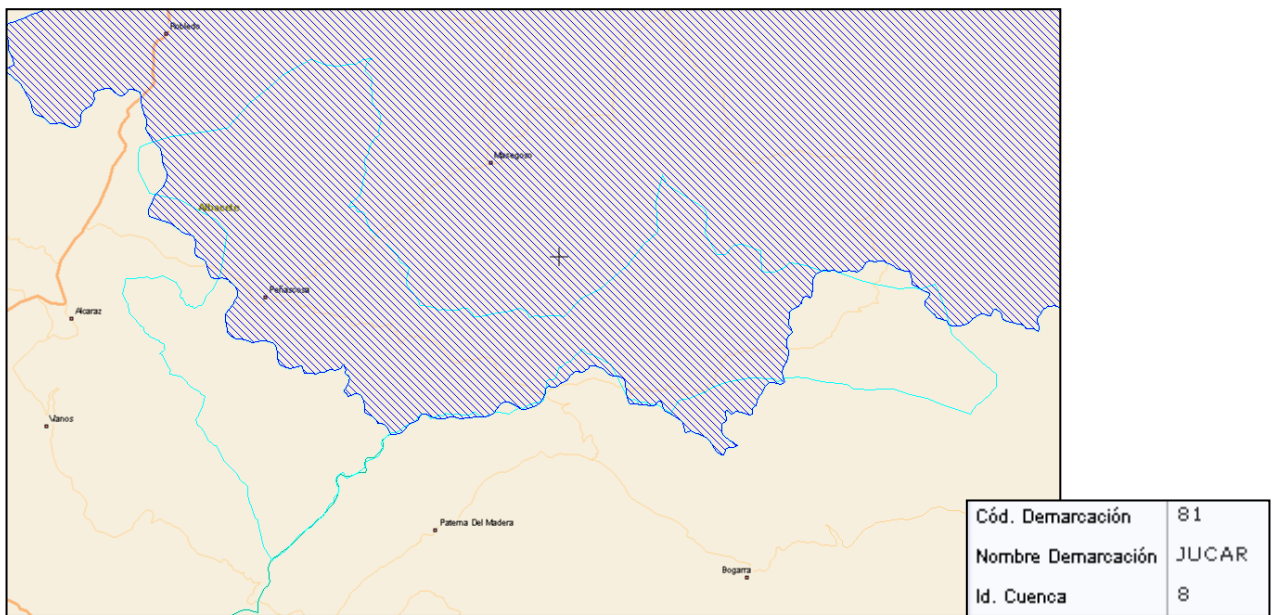 Robledo
Masegoso
Albacete
Peñascosa
Alcaraz
Vianos
Paterna Del Madera
Bogarra
Cód. Demarcación 81
Nombre Demarcación JUCAR
Id. Cuenca 8